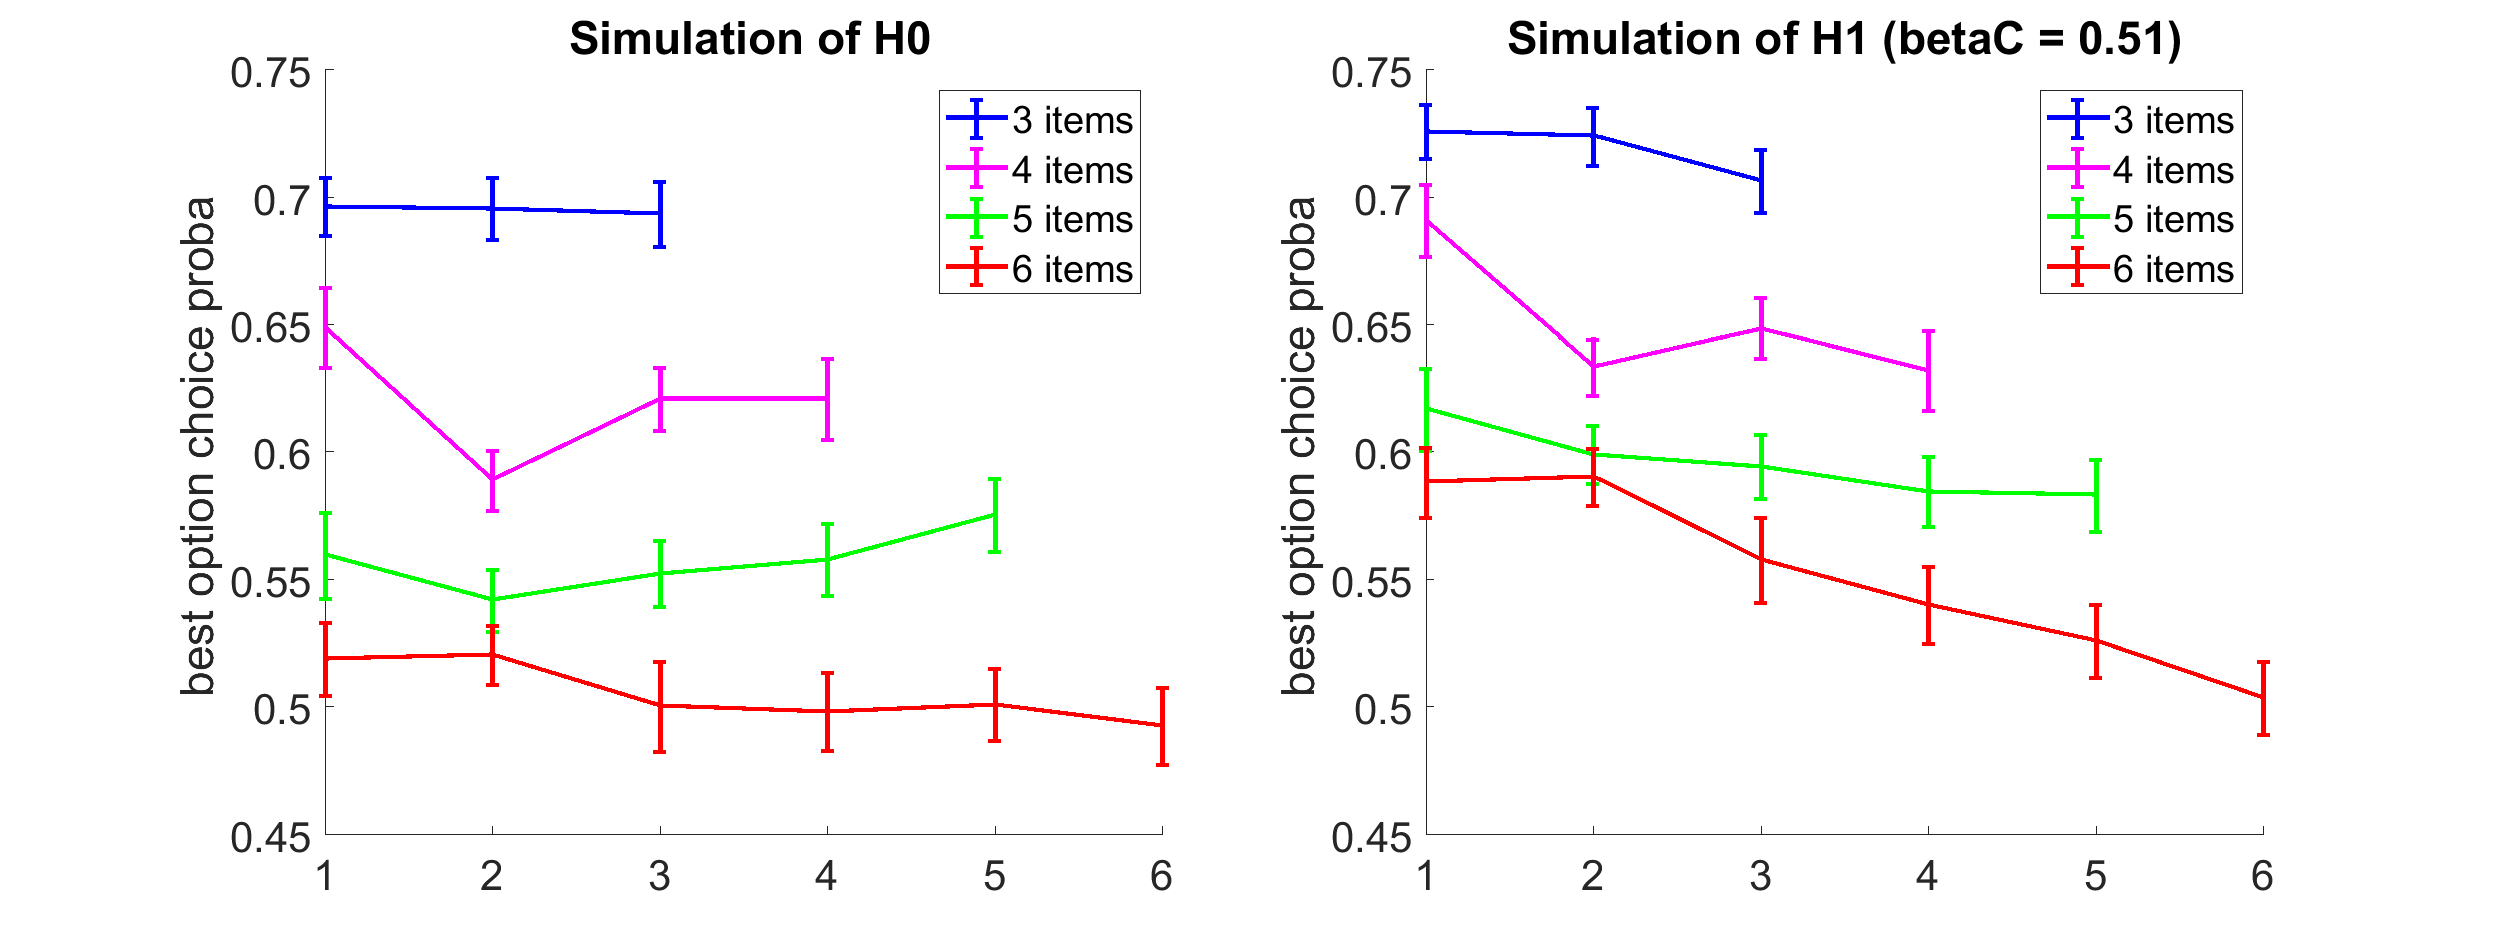 Simulation of H0
0.75
0.7
0.65
0.6
0.55
0.5
0.45
best option choice proba
3 items
4 items
5 items
6 items
1 2 3 4 5 6
Simulation of H1 (betaC = 0.51)
0.75
0.7
0.65
0.6
0.55
0.5
0.45
best option choice proba
3 items
4 items
5 items
6 items
1 2 3 4 5 6